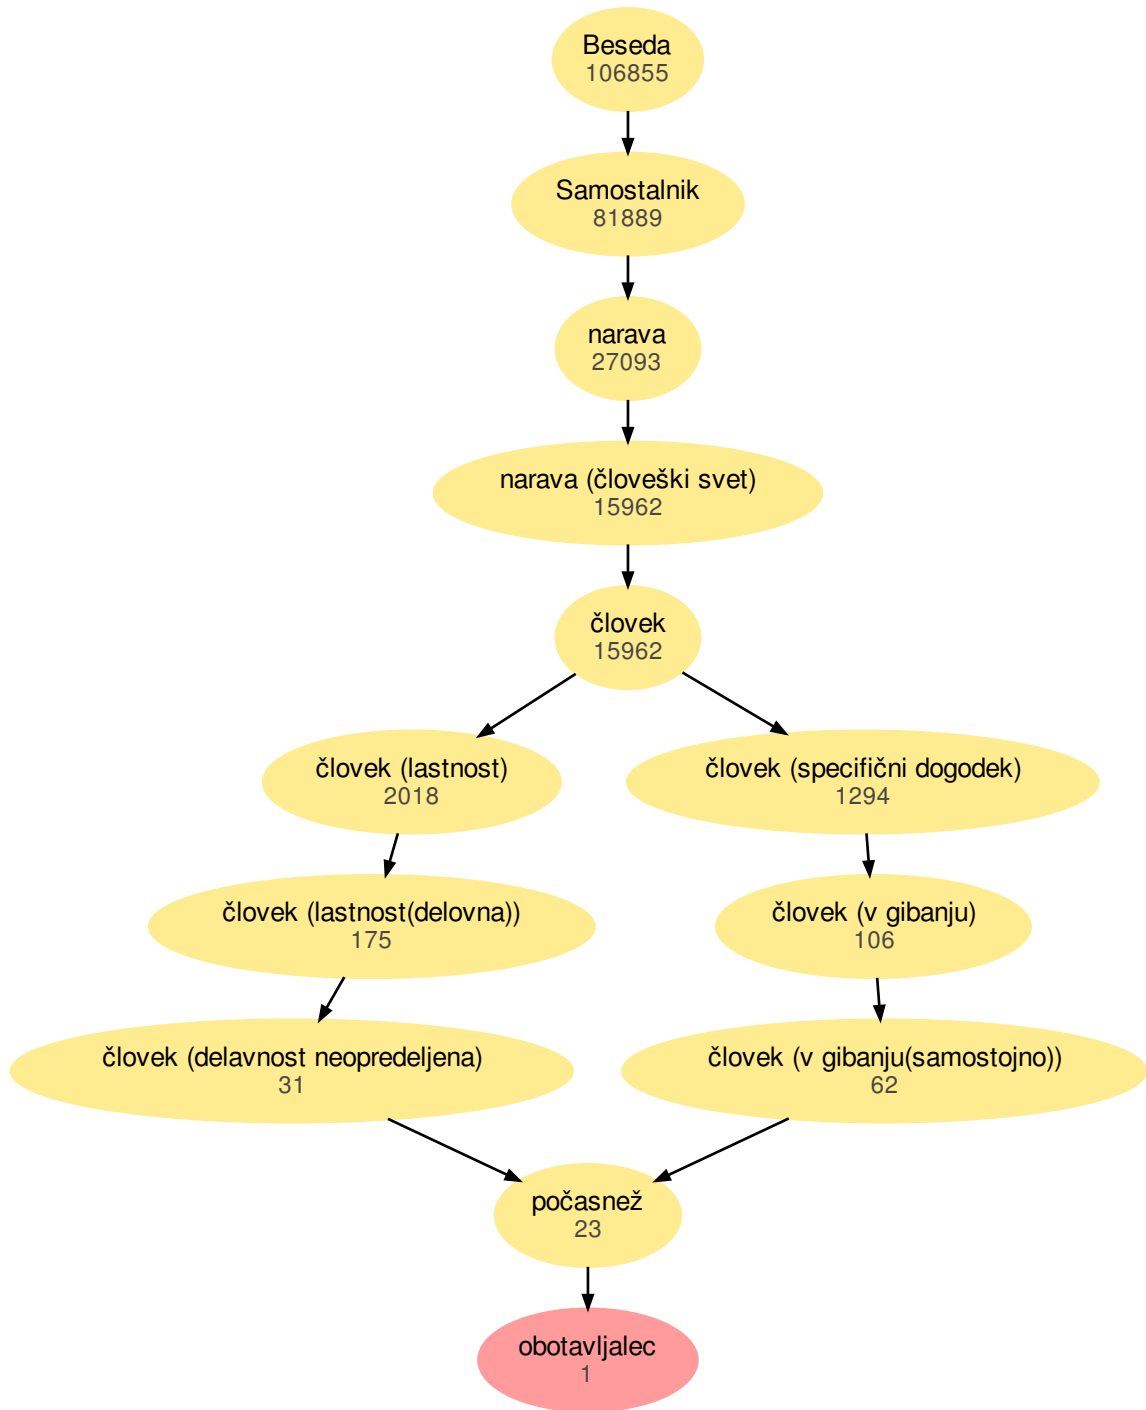 Beseda
106855
Samostalnik
81889
narava
27093
narava (človeški svet)
15962
človek
15962
človek (lastnost)
2018
človek (specifični dogodek)
1294
človek (lastnost(delovna))
175
človek (v gibanju)
106
človek (delavnost neopredeljena)
31
človek (v gibanju(samostojno))
62
počasnež
23
obotavljalec
1